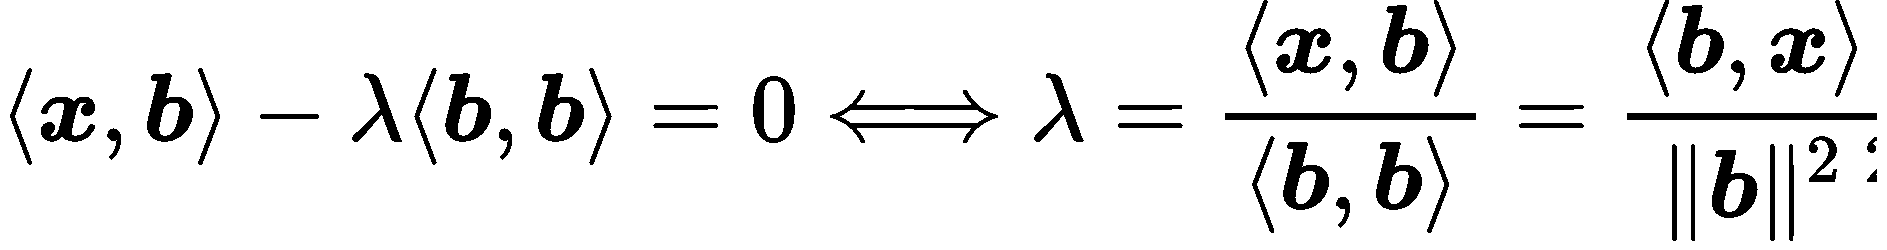 ⟨x, b⟩ − λ⟨b, b⟩ = 0 ⟺ λ = ⟨x, b⟩ / ⟨b, b⟩ = ⟨b, x⟩ / ‖b‖²